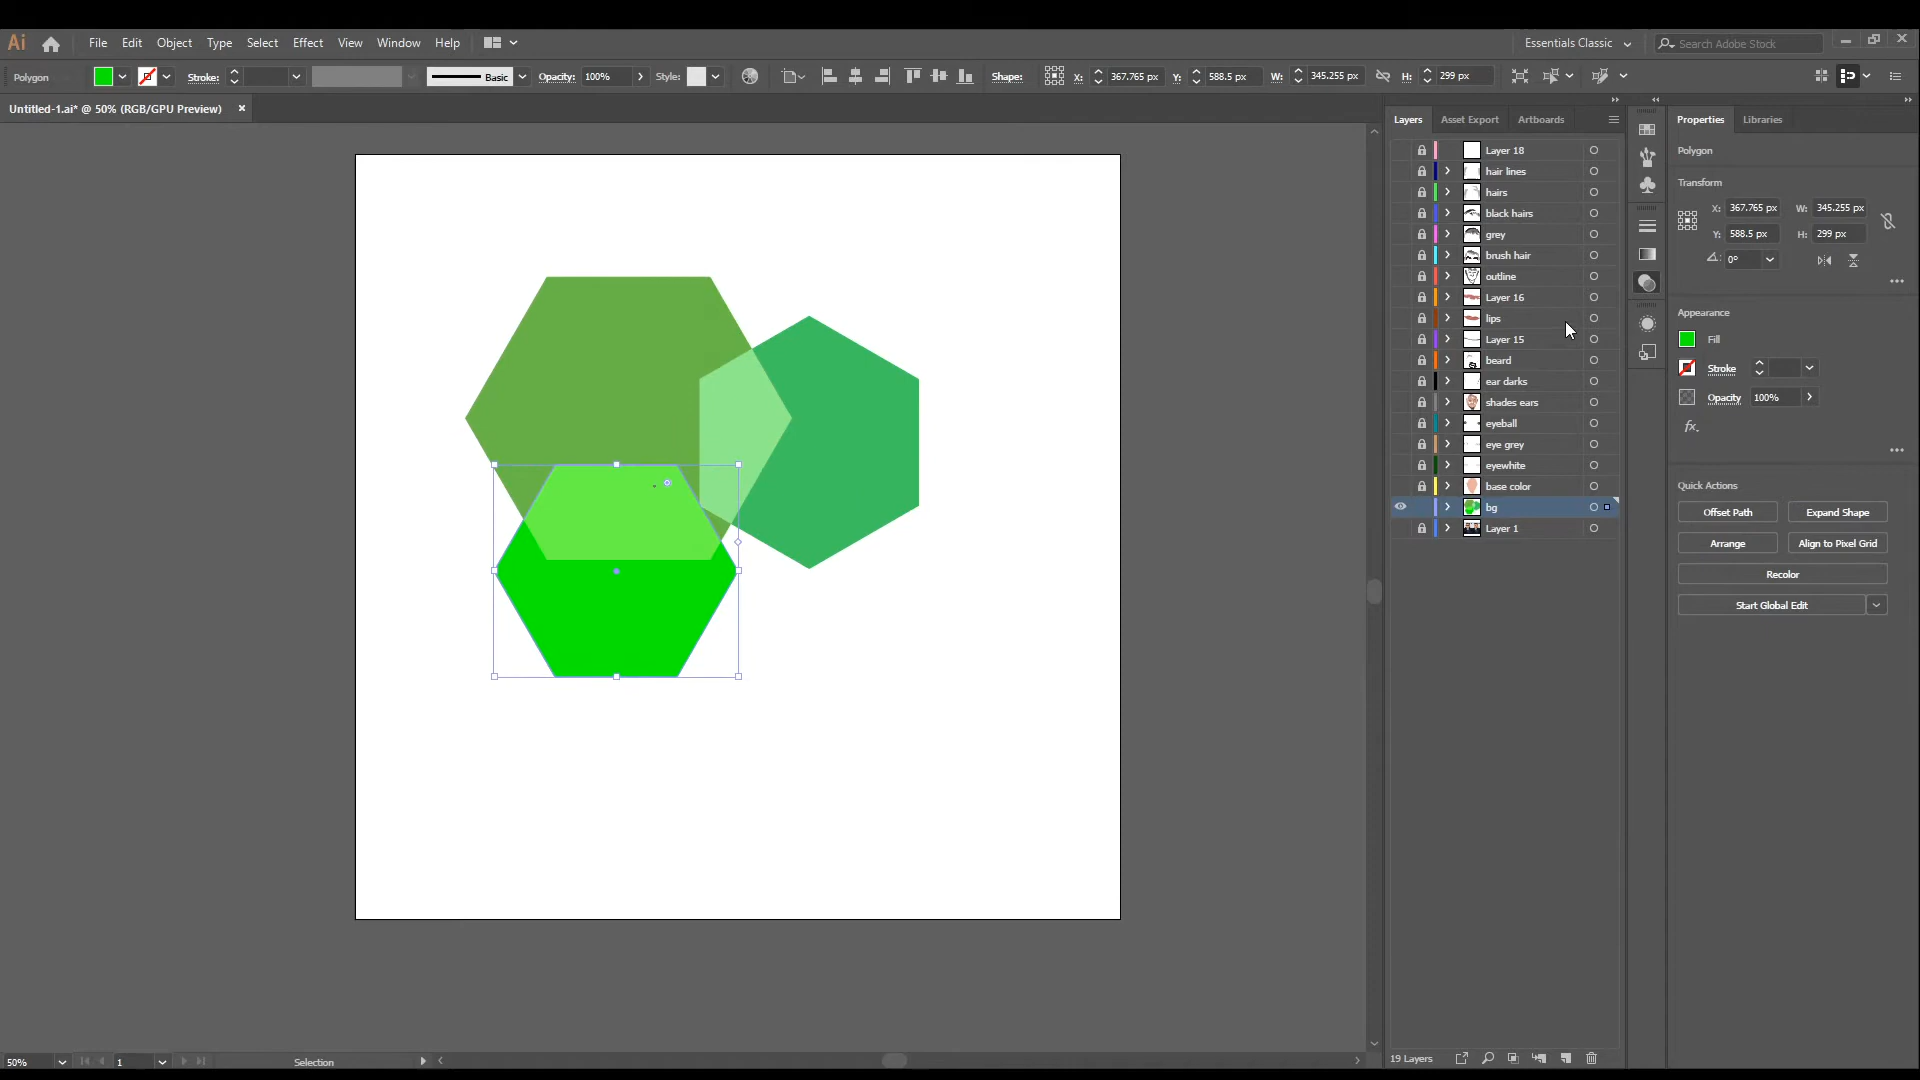 Ai File Edit Object Type Select Effect View Window Help Essentials Classic Search Adobe Stock
Polygon Stroke: Basic Opacity: 100% Style: Shape: X: 367.765 px Y: 588.5 px W: 345.255 px H: 299 px
Untitled-1.ai* @ 50% (RGB/GPU Preview) ×
Layers Asset Export Artboards
Layer 18
hair lines
hairs
black hairs
grey
brush hair
outline
Layer 16
lips
Layer 15
beard
ear darks
shades ears
eyeball
eye grey
eyewhite
base color
bg
Layer 1
19 Layers
Properties Libraries
Polygon
Transform
X: 367.765 px W: 345.255 px
Y: 588.5 px H: 299 px
0°
Appearance
Fill
Stroke
Opacity 100%
fx.
Quick Actions
Offset Path Expand Shape
Arrange Align to Pixel Grid
Recolor
Start Global Edit
50% 1 Selection